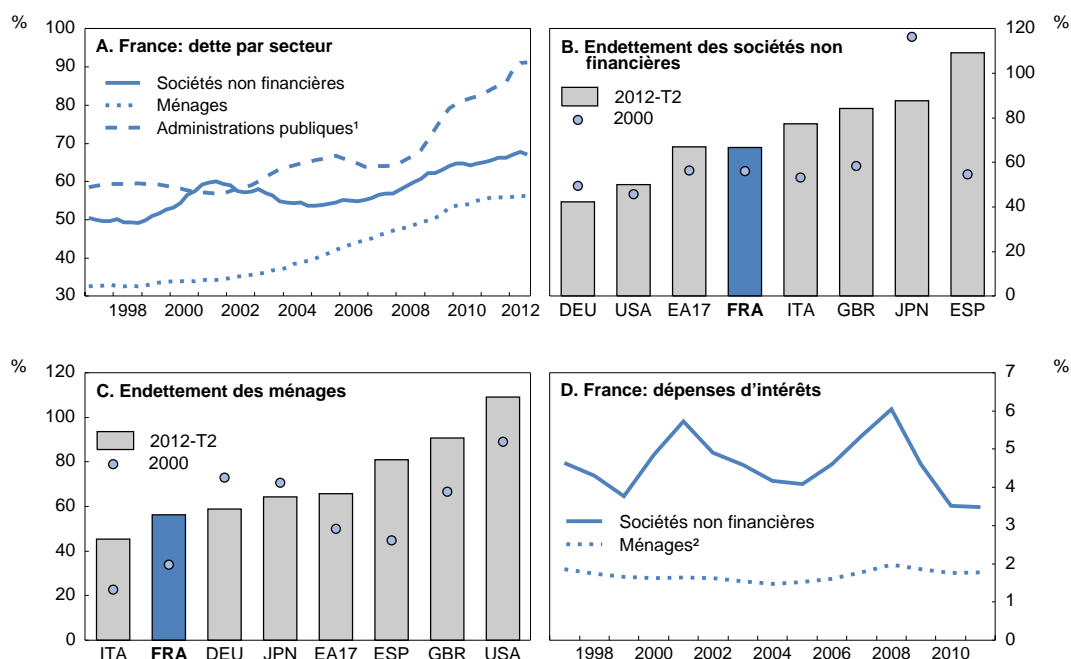 %
%
100
90
80
70
60
50
40
30
A. France: dette par secteur
Sociétés non financières
Ménages
Administrations publiques¹
1998 2000 2002 2004 2006 2008 2010 2012
B. Endettement des sociétés non
financières
2012-T2
2000
120
100
80
60
40
20
0
DEU USA EA17 FRA ITA GBR JPN ESP
%
%
120
100
80
60
40
20
0
C. Endettement des ménages
2012-T2
2000
ITA FRA DEU JPN EA17 ESP GBR USA
D. France: dépenses d'intérêts
Sociétés non financières
Ménages²
7
6
5
4
3
2
1
0
1998 2000 2002 2004 2006 2008 2010